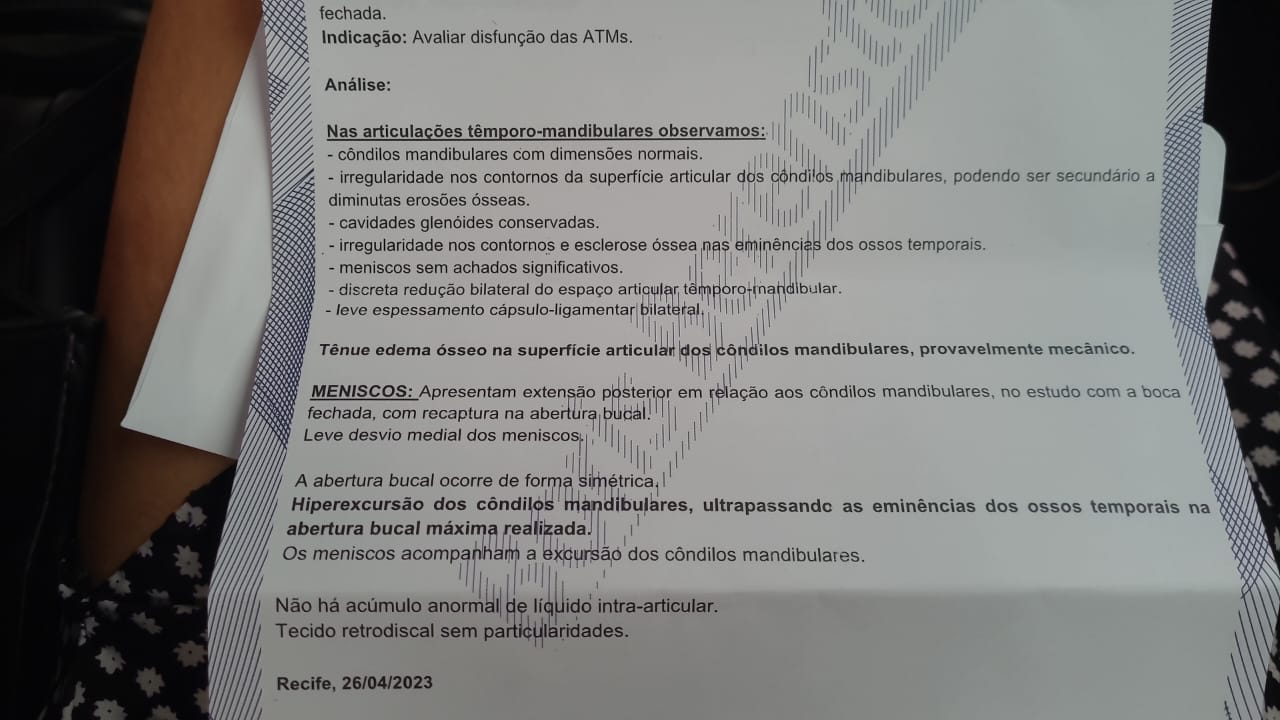 fechada.
Indicação: Avaliar disfunção das ATMs.
Análise:
Nas articulações têmporo-mandibulares observamos:
- côndilos mandibulares com dimensões normais.
- irregularidade nos contornos da superfície articular dos côndilos mandibulares, podendo ser secundário a
diminutas erosões ósseas.
- cavidades glenóides conservadas.
- irregularidade nos contornos e esclerose óssea nas eminências dos ossos temporais.
- meniscos sem achados significativos.
- discreta redução bilateral do espaço articular têmporo-mandibular.
- leve espessamento cápsulo-ligamentar bilateral.
Tênue edema ósseo na superfície articular dos côndilos mandibulares, provavelmente mecânico.
MENISCOS: Apresentam extensão posterior em relação aos côndilos mandibulares, no estudo com a boca
fechada, com recaptura na abertura bucal.
Leve desvio medial dos meniscos.
A abertura bucal ocorre de forma simétrica.
Hiperexcursão dos côndilos mandibulares, ultrapassando as eminências dos ossos temporais na
abertura bucal máxima realizada.
Os meniscos acompanham a excursão dos côndilos mandibulares.
Não há acúmulo anormal de líquido intra-articular.
Tecido retrodiscal sem particularidades.
Recife, 26/04/2023